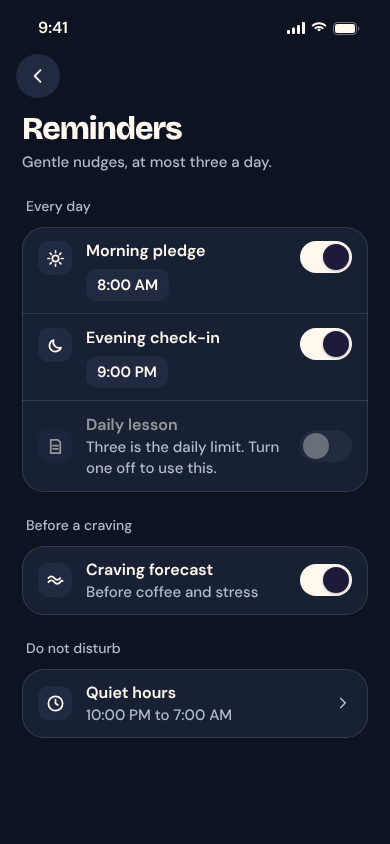 9:41
Reminders
Gentle nudges, at most three a day.
Every day
Morning pledge
8:00 AM
Evening check-in
9:00 PM
Daily lesson
Three is the daily limit. Turn
one off to use this.
Before a craving
Craving forecast
Before coffee and stress
Do not disturb
Quiet hours
10:00 PM to 7:00 AM